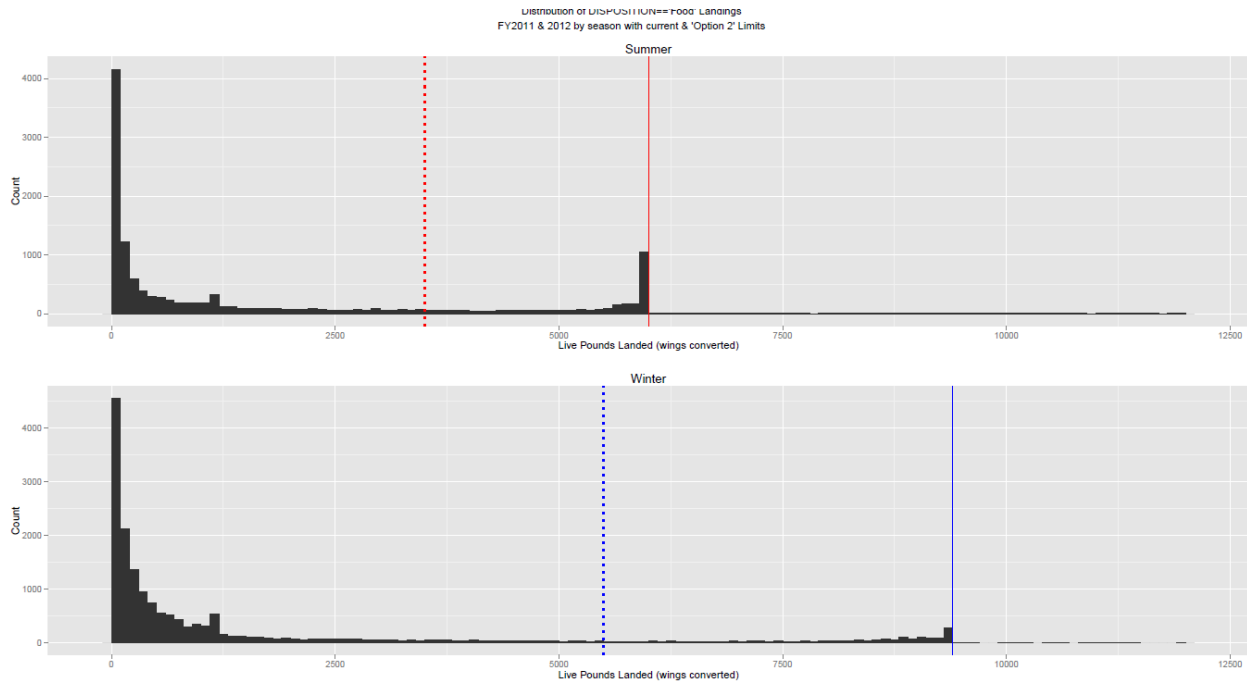 Distribution of DISPOSITION=='Food' Landings
FY2011 & 2012 by season with current & 'Option 2' Limits
Summer
4000
3000
2000
1000
0
Count
0 2500 5000 7500 10000 12500
Live Pounds Landed (wings converted)
Winter
4000
3000
2000
1000
0
Count
0 2500 5000 7500 10000 12500
Live Pounds Landed (wings converted)